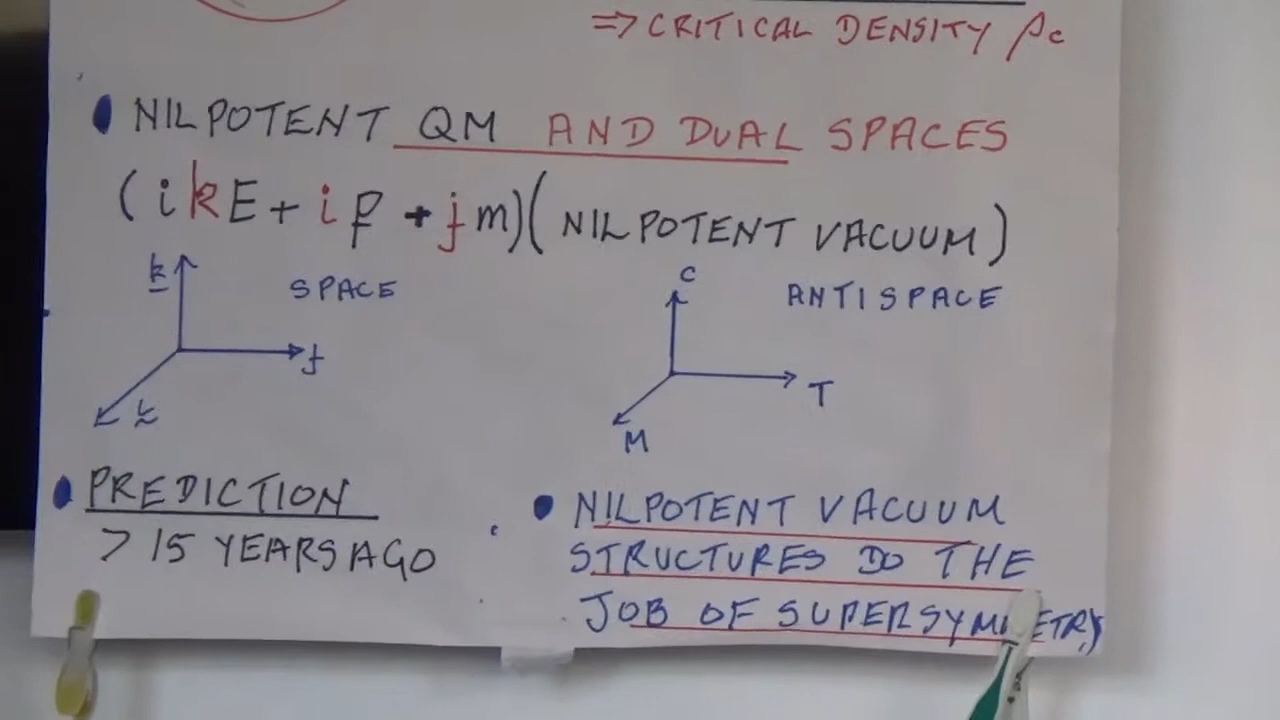 => CRITICAL DENSITY ρc
NILPOTENT QM AND DUAL SPACES
(ikE + ip + jm)(NILPOTENT VACUUM)
k SPACE
j
i
C ANTISPACE
T
M
PREDICTION
> 15 YEARS AGO
NILPOTENT VACUUM
STRUCTURES DO THE
JOB OF SUPERSYMMETRY